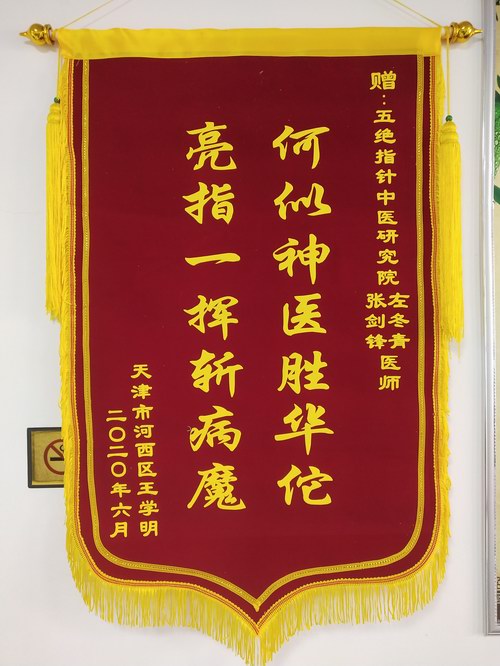 赠:五绝指针中医研究院
左冬青
张剑锋
医师
何似神医胜华佗
亮指一挥斩病魔
天津市河西区王学明
二〇二〇年六月